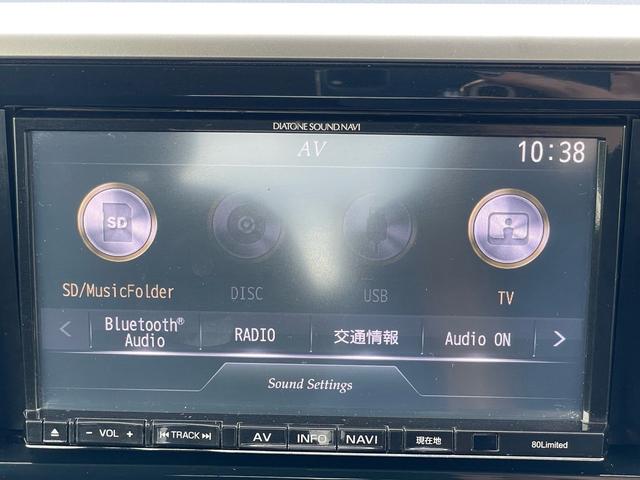 DIATONE SOUND NAVI
AV
10:38
SD
SD/MusicFolder
DISC
USB
TV
Bluetooth® Audio
RADIO
交通情報
Audio ON
Sound Settings
− VOL +
TRACK
AV
INFO
NAVI
現在地
80Limited